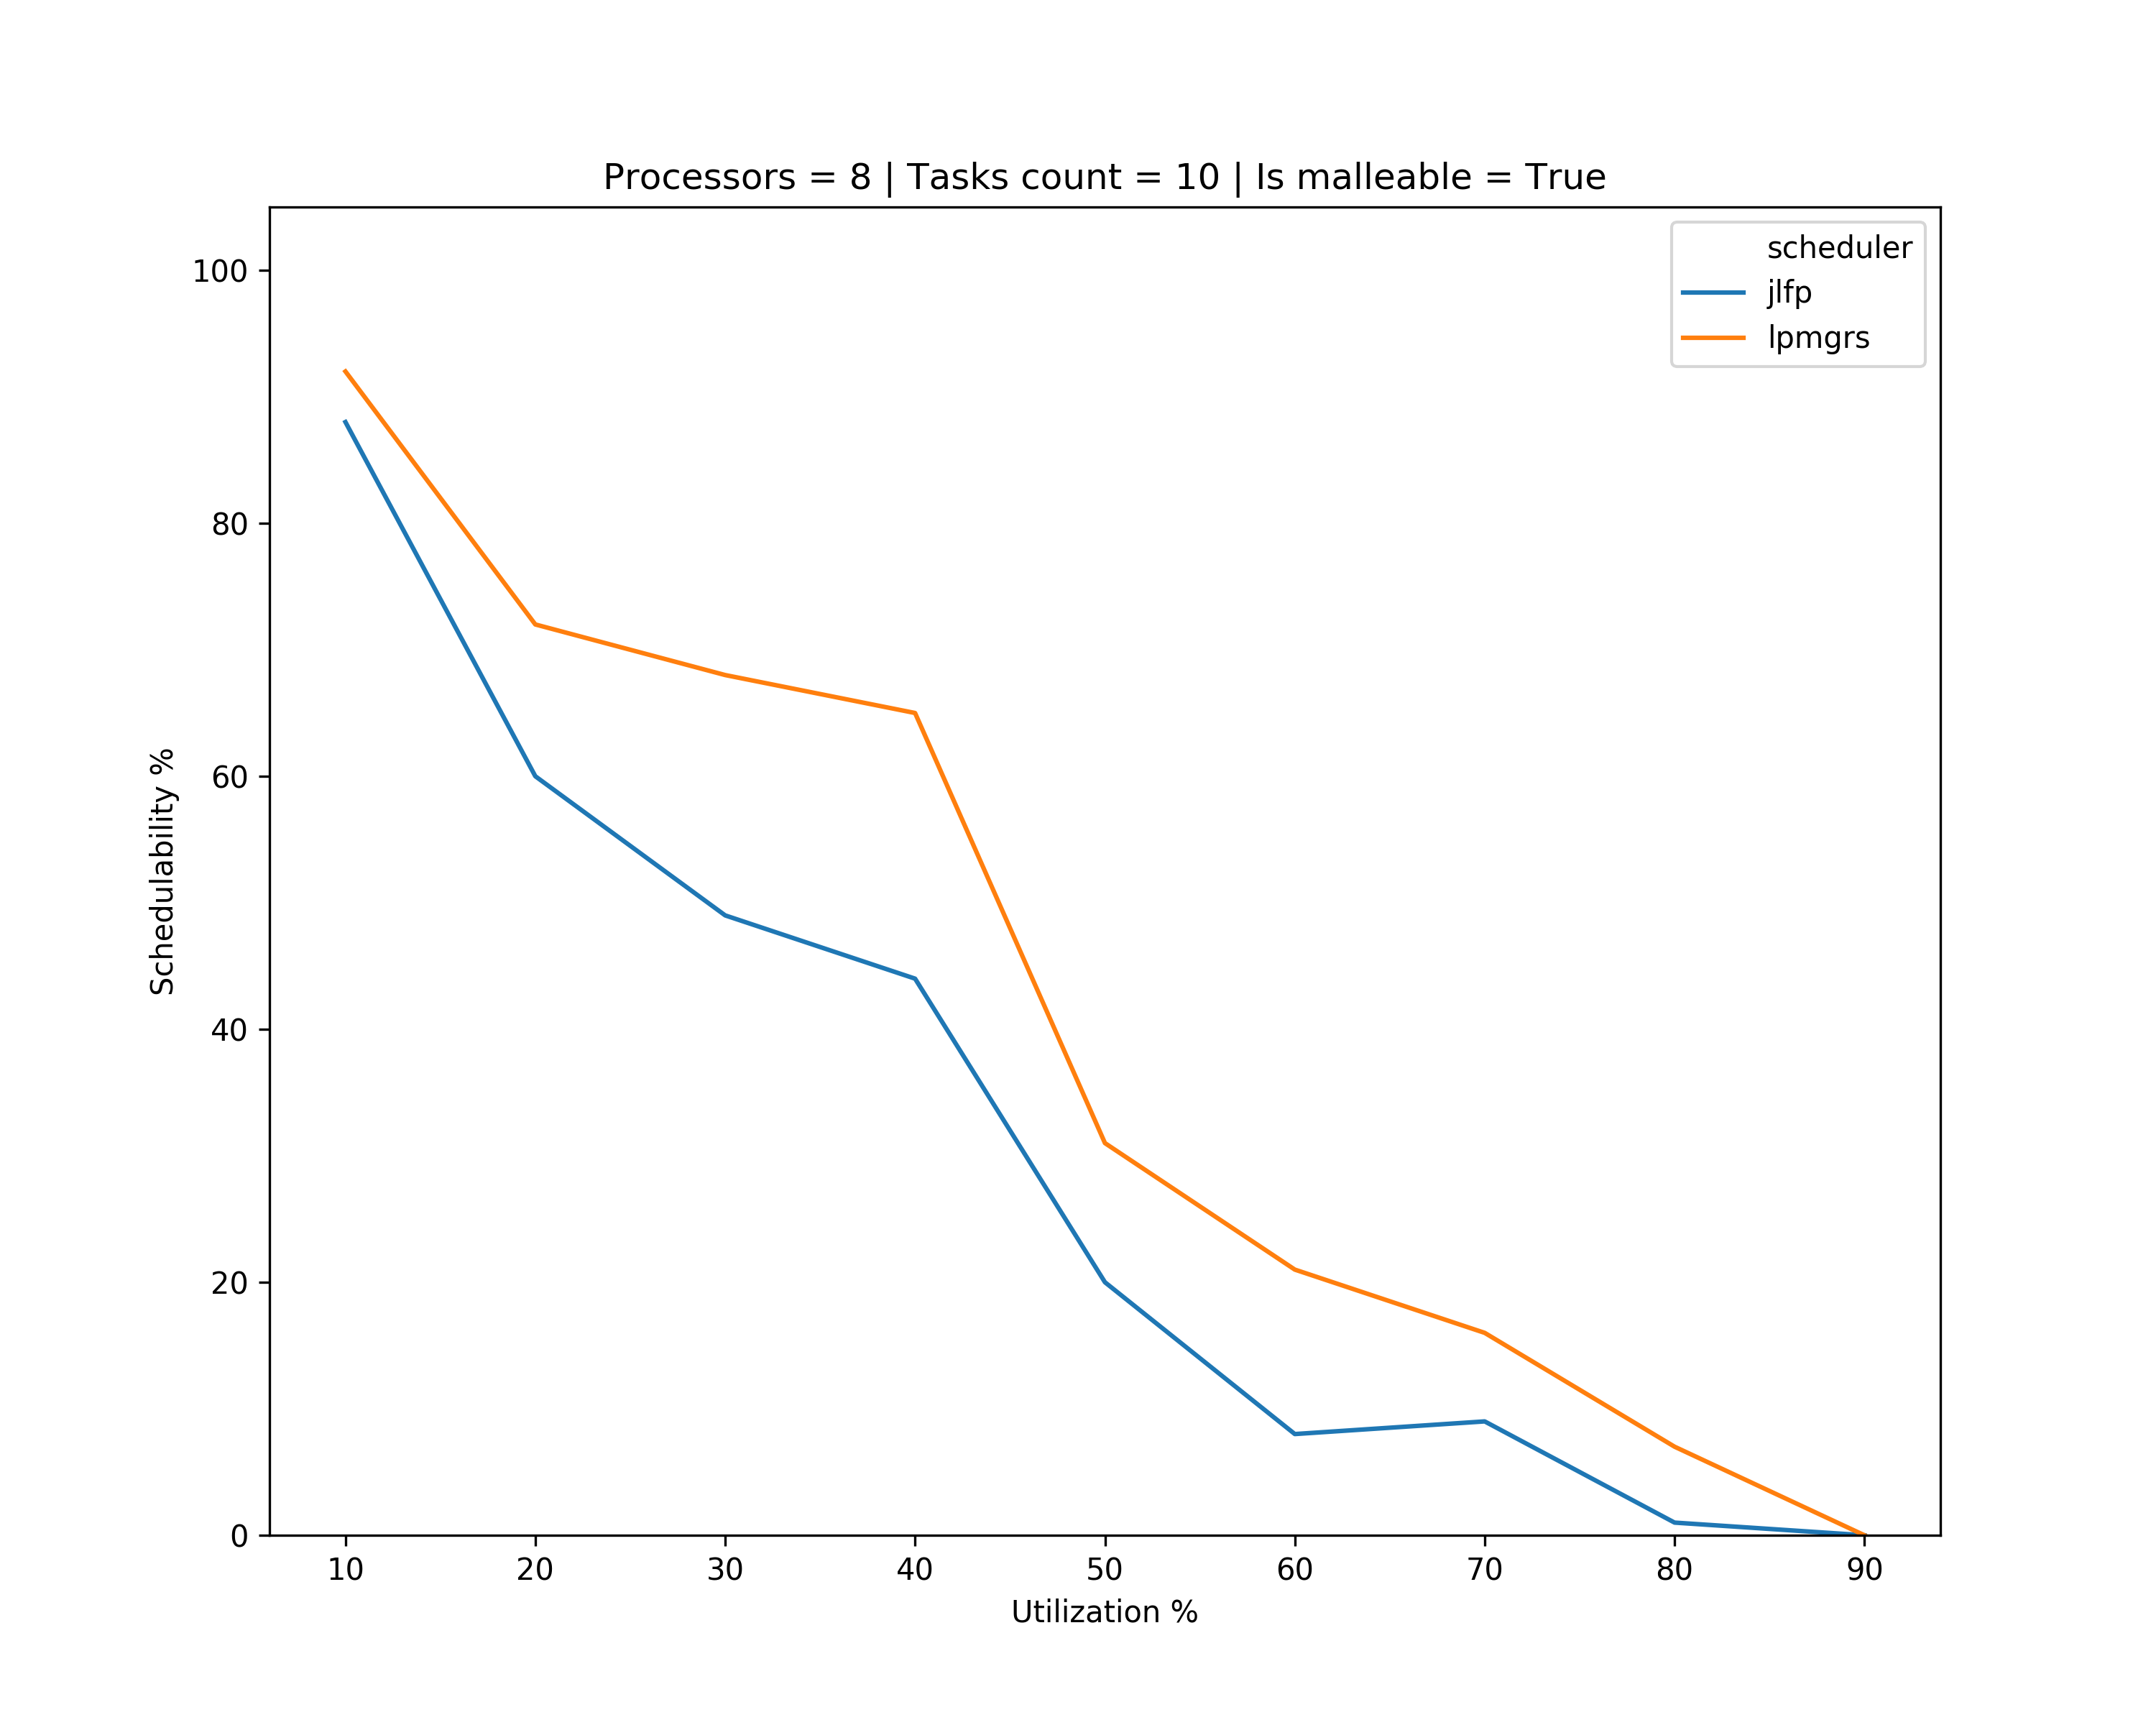 Processors = 8 | Tasks count = 10 | Is malleable = True
scheduler
jlfp
lpmgrs
Schedulability %
100
80
60
40
20
0
10 20 30 40 50 60 70 80 90
Utilization %